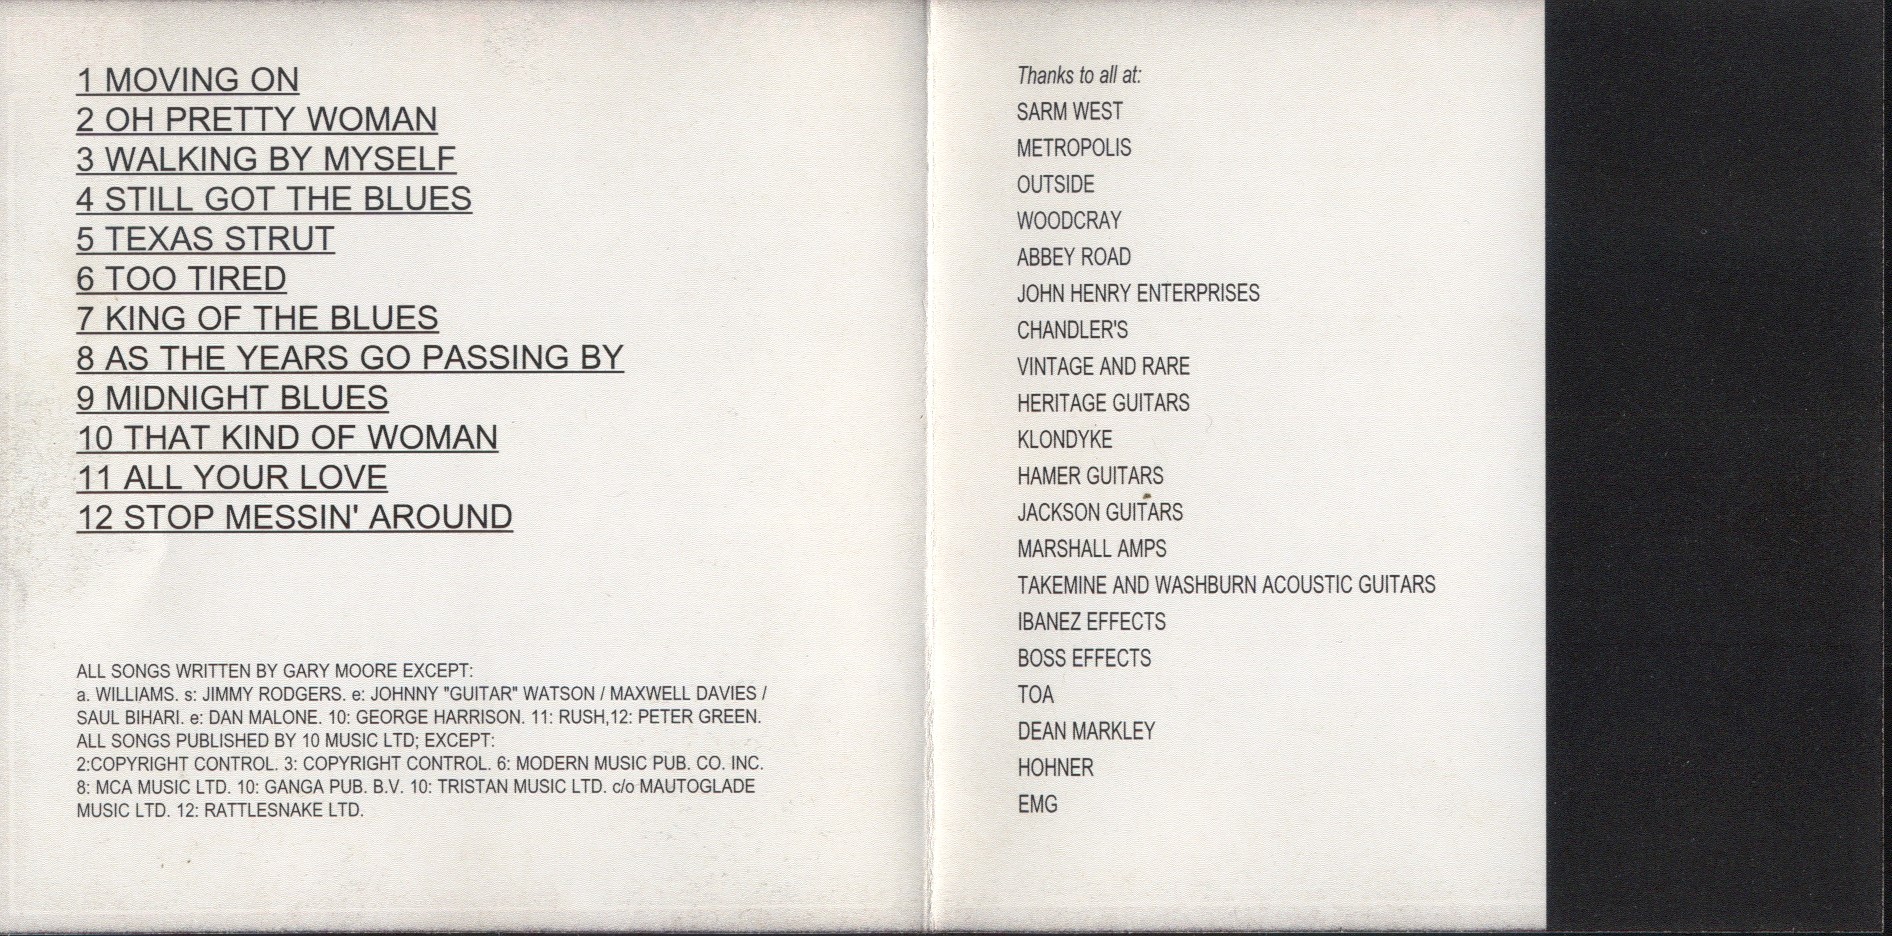 1 MOVING ON
2 OH PRETTY WOMAN
3 WALKING BY MYSELF
4 STILL GOT THE BLUES
5 TEXAS STRUT
6 TOO TIRED
7 KING OF THE BLUES
8 AS THE YEARS GO PASSING BY
9 MIDNIGHT BLUES
10 THAT KIND OF WOMAN
11 ALL YOUR LOVE
12 STOP MESSIN' AROUND
ALL SONGS WRITTEN BY GARY MOORE EXCEPT:
a. WILLIAMS. s: JIMMY RODGERS. e: JOHNNY "GUITAR" WATSON / MAXWELL DAVIES /
SAUL BIHARI. e: DAN MALONE. 10: GEORGE HARRISON. 11: RUSH,12: PETER GREEN.
ALL SONGS PUBLISHED BY 10 MUSIC LTD; EXCEPT:
2:COPYRIGHT CONTROL. 3: COPYRIGHT CONTROL. 6: MODERN MUSIC PUB. CO. INC.
8: MCA MUSIC LTD. 10: GANGA PUB. B.V. 10: TRISTAN MUSIC LTD. c/o MAUTOGLADE
MUSIC LTD. 12: RATTLESNAKE LTD.
Thanks to all at:
SARM WEST
METROPOLIS
OUTSIDE
WOODCRAY
ABBEY ROAD
JOHN HENRY ENTERPRISES
CHANDLER'S
VINTAGE AND RARE
HERITAGE GUITARS
KLONDYKE
HAMER GUITARS
JACKSON GUITARS
MARSHALL AMPS
TAKEMINE AND WASHBURN ACOUSTIC GUITARS
IBANEZ EFFECTS
BOSS EFFECTS
TOA
DEAN MARKLEY
HOHNER
EMG